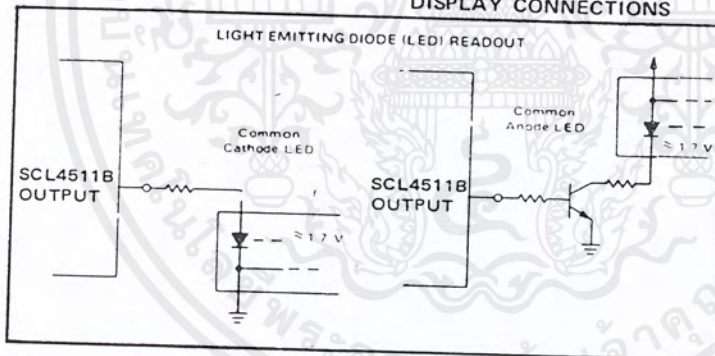 DISPLAY CONNECTIONS
LIGHT EMITTING DIODE (LED) READOUT
Common
Cathode LED
SCL4511B
OUTPUT
≈ 1.7 V
Common
Anode LED
SCL4511B
OUTPUT
≈ 1.7 V